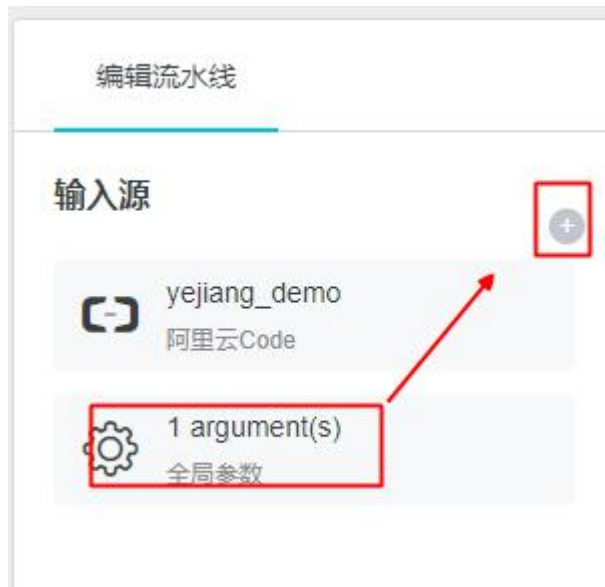 编辑流水线
输入源
yejiang_demo
阿里云Code
1 argument(s)
全局参数